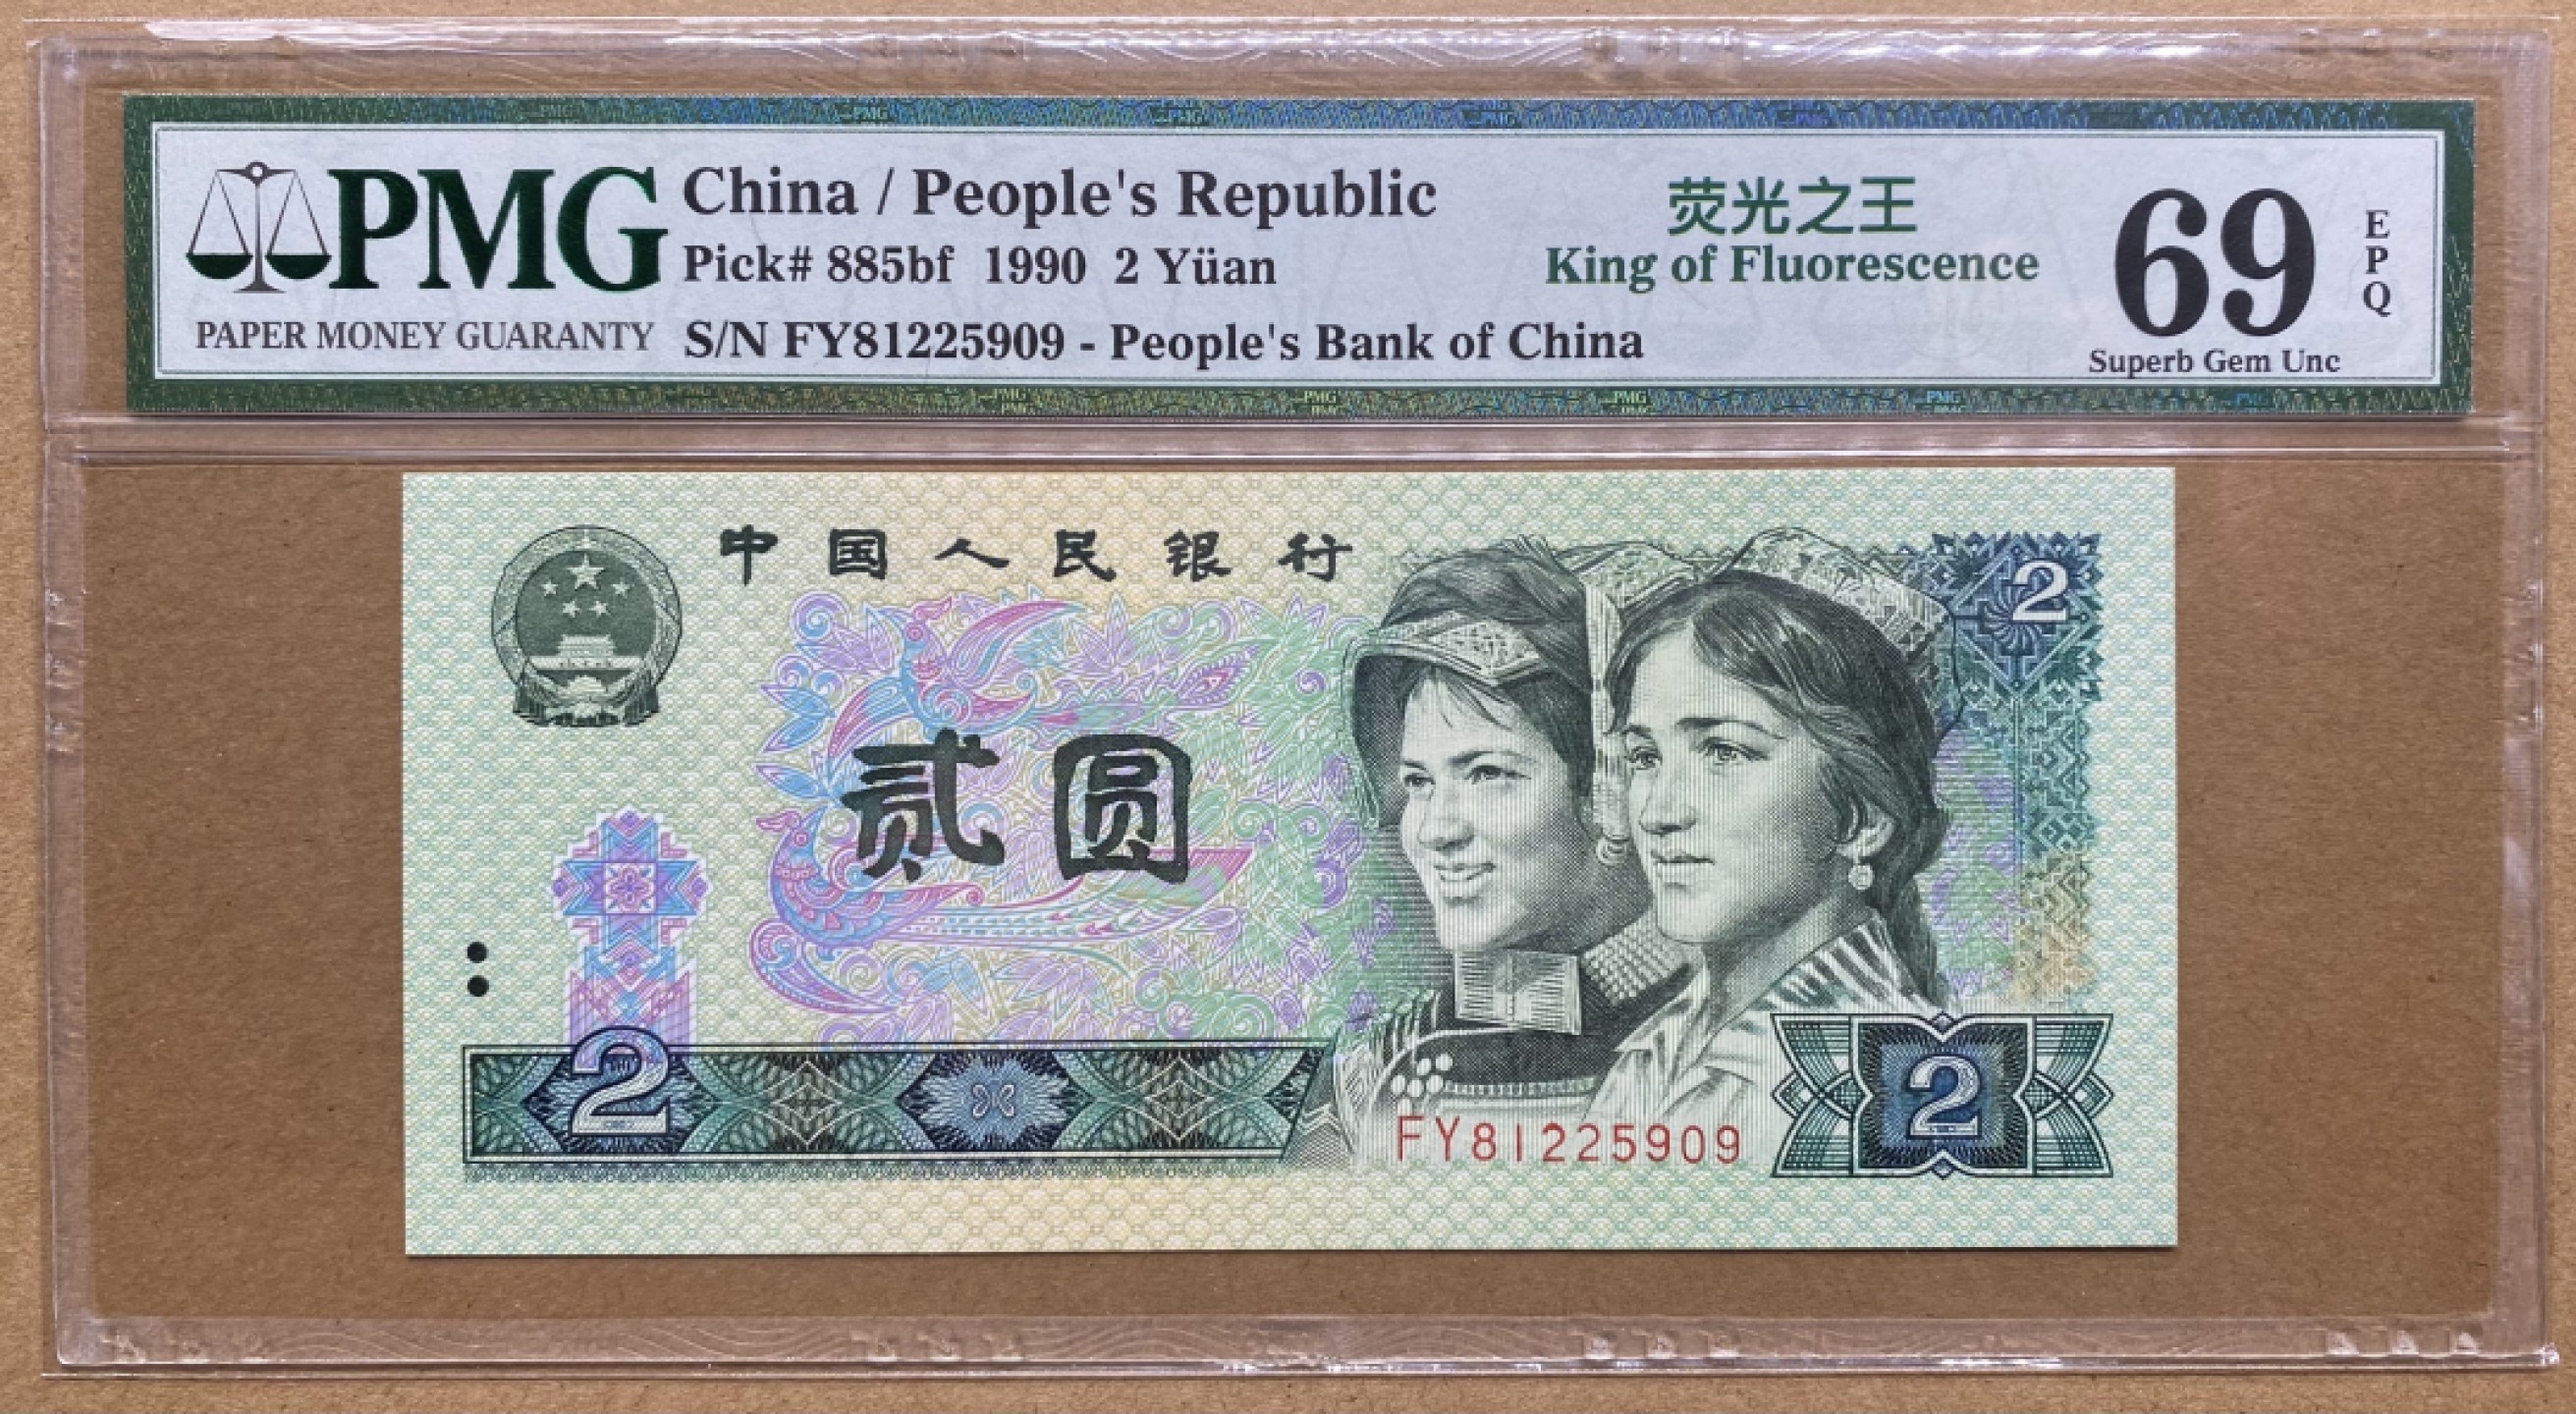 PMG
PAPER MONEY GUARANTY
China / People's Republic
Pick# 885bf 1990 2 Yüan
S/N FY81225909 - People's Bank of China
荧光之王
King of Fluorescence
69
EPQ
Superb Gem Unc
中国人民银行
2
贰圆
2
FY81225909
2